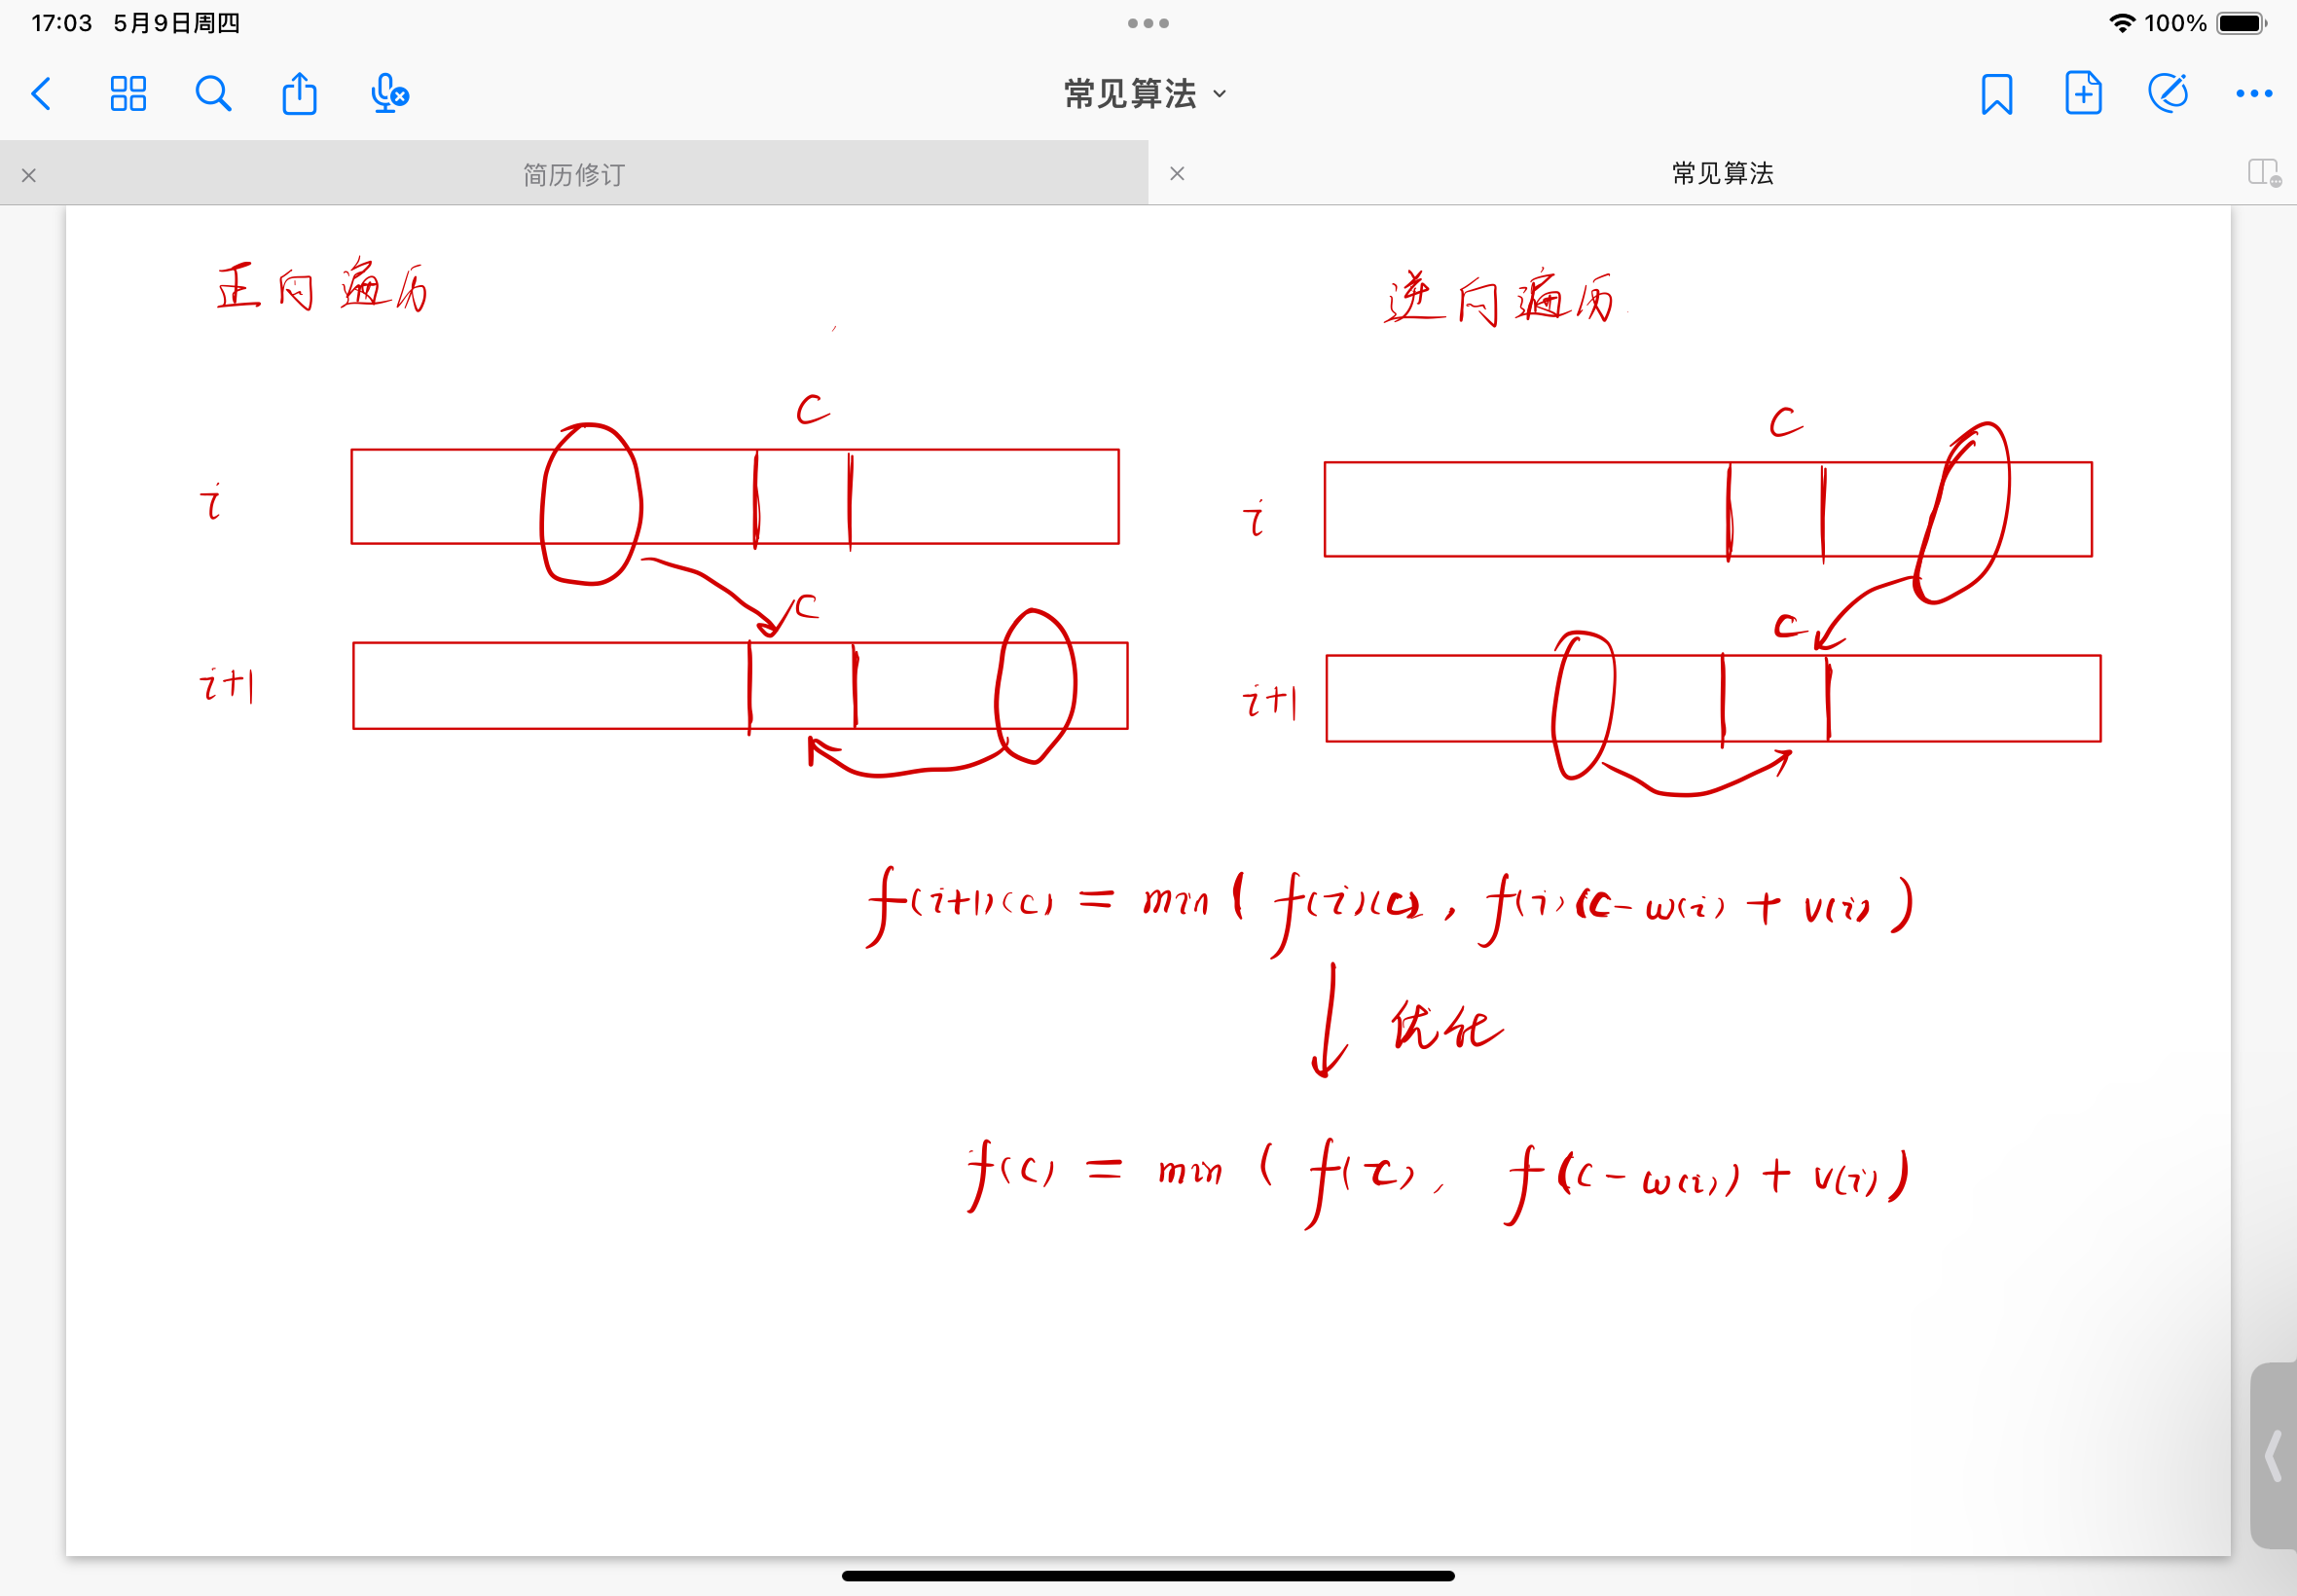 17:03 5月9日周四 100%
常见算法
简历修订 常见算法
正向遍历 逆向遍历
C C
i i
C C
i+1 i+1
f(i+1)(c) = min( f(i)(c), f(i)(c-w(i)+v(i))
优化
f(c) = min( f(c), f(c-w(i))+v(i))